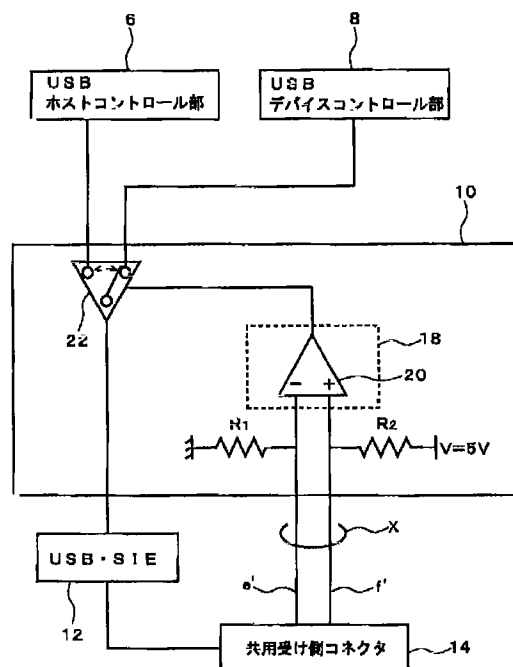 6
8
USB
ホストコントロール部
USB
デバイスコントロール部
10
22
18
20
- +
R1
R2
V=5V
X
USB・SIE
12
e'
f'
共用受け側コネクタ
14